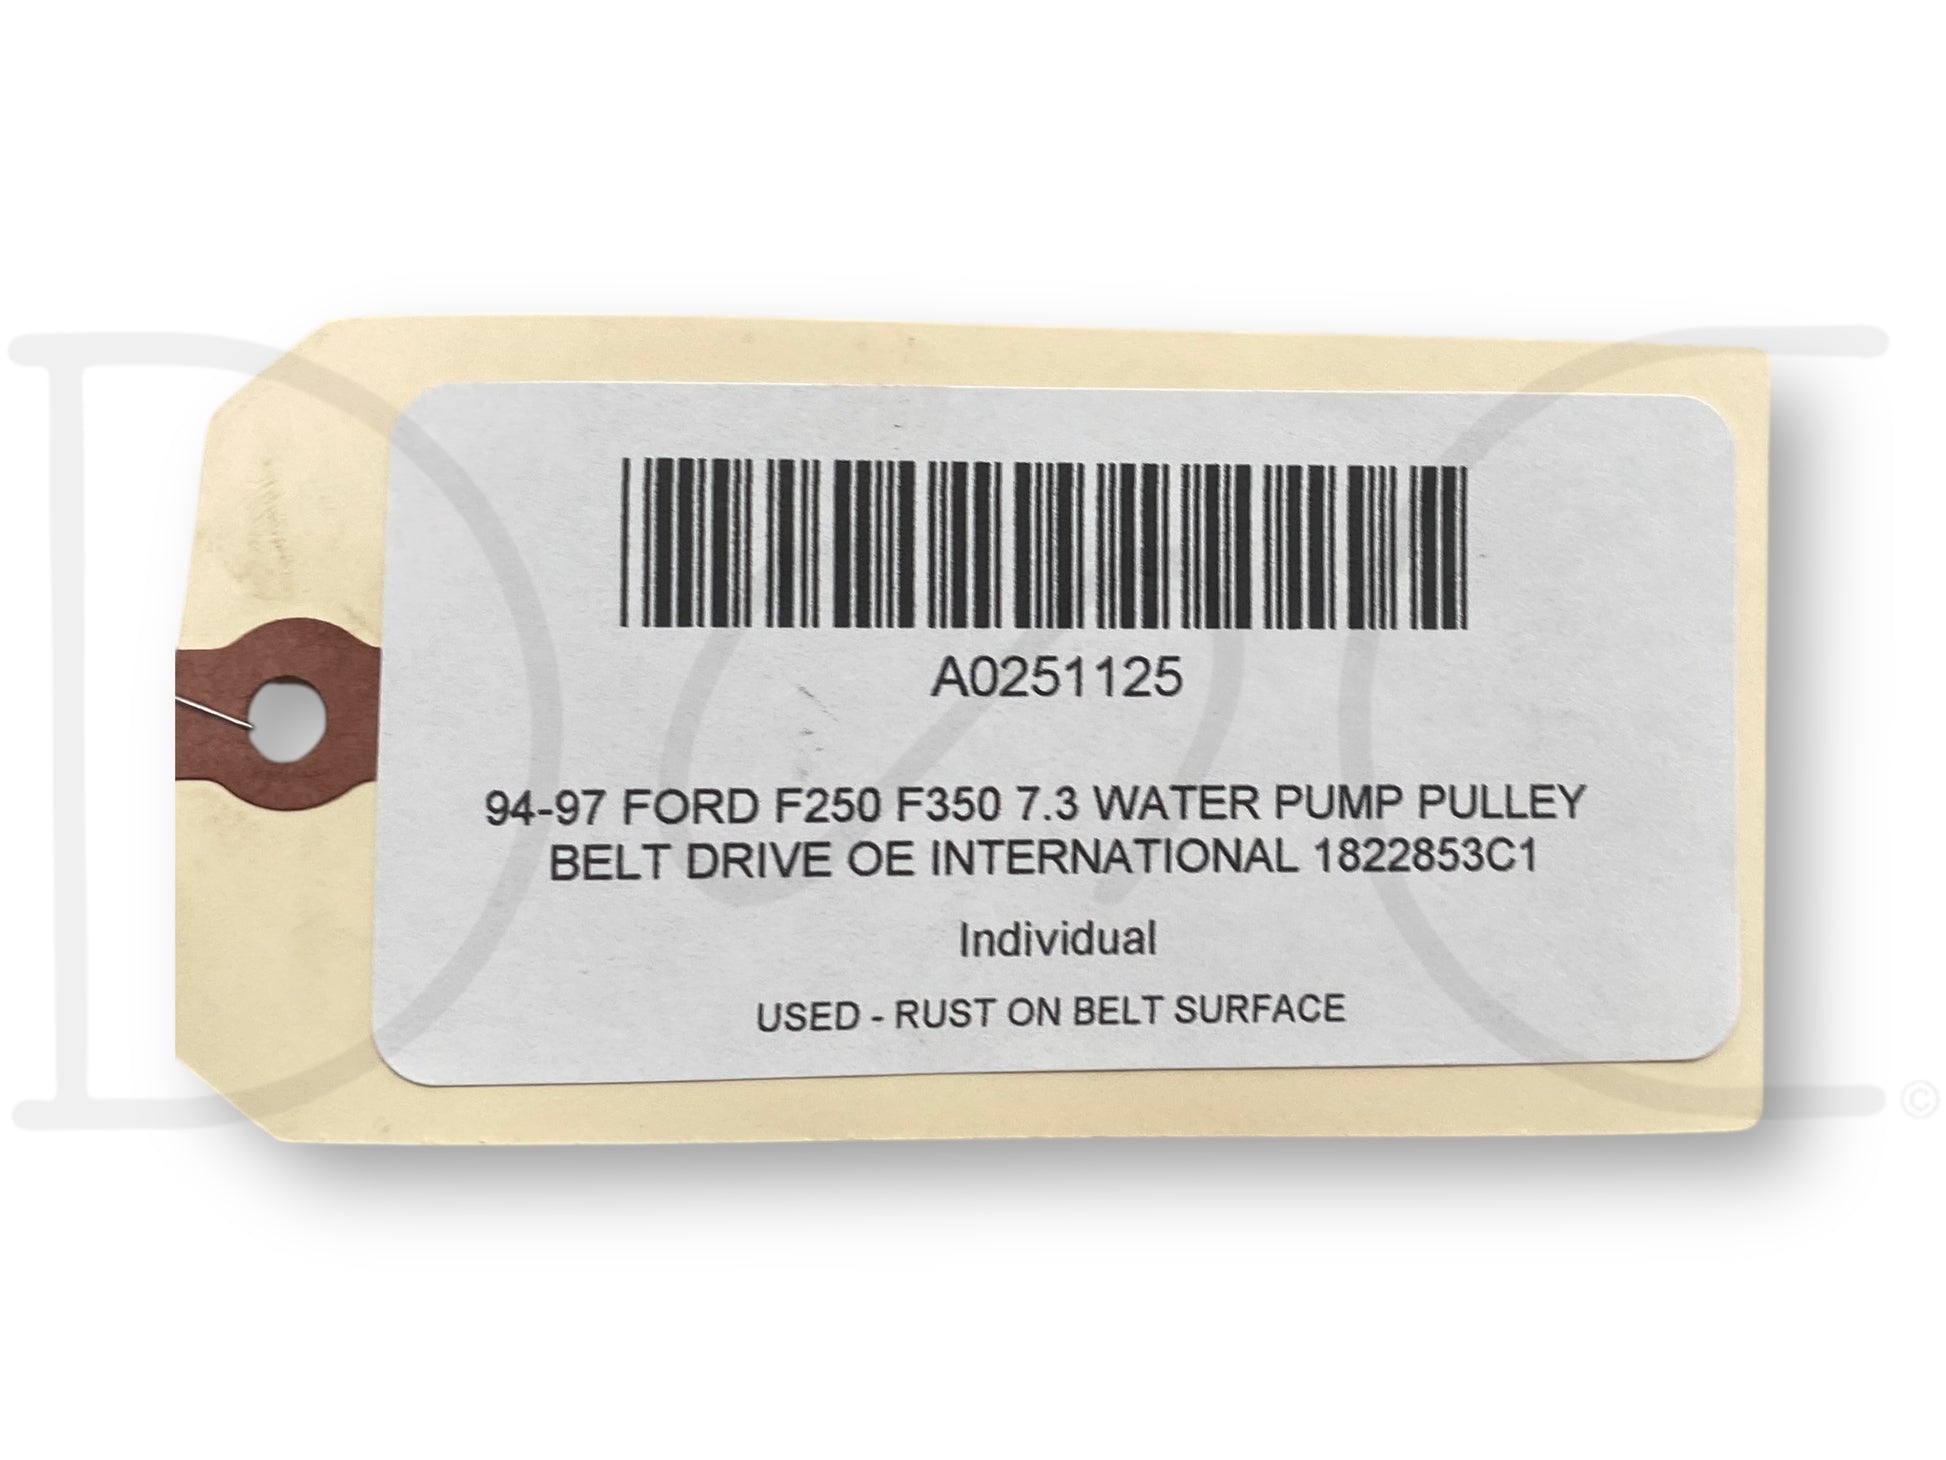 A0251125
94-97 FORD F250 F350 7.3 WATER PUMP PULLEY
BELT DRIVE OE INTERNATIONAL 1822853C1
Individual
USED - RUST ON BELT SURFACE
©